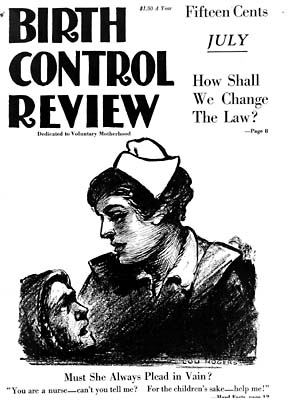 BIRTH
CONTROL
REVIEW
Dedicated to Voluntary Motherhood
$1.50 A Year
Fifteen Cents
JULY
How Shall
We Change
The Law?
—Page 8
LOU ROGERS
Must She Always Plead in Vain?
"You are a nurse—can't you tell me? For the children's sake—help me!"
—Hard Facts, page 12